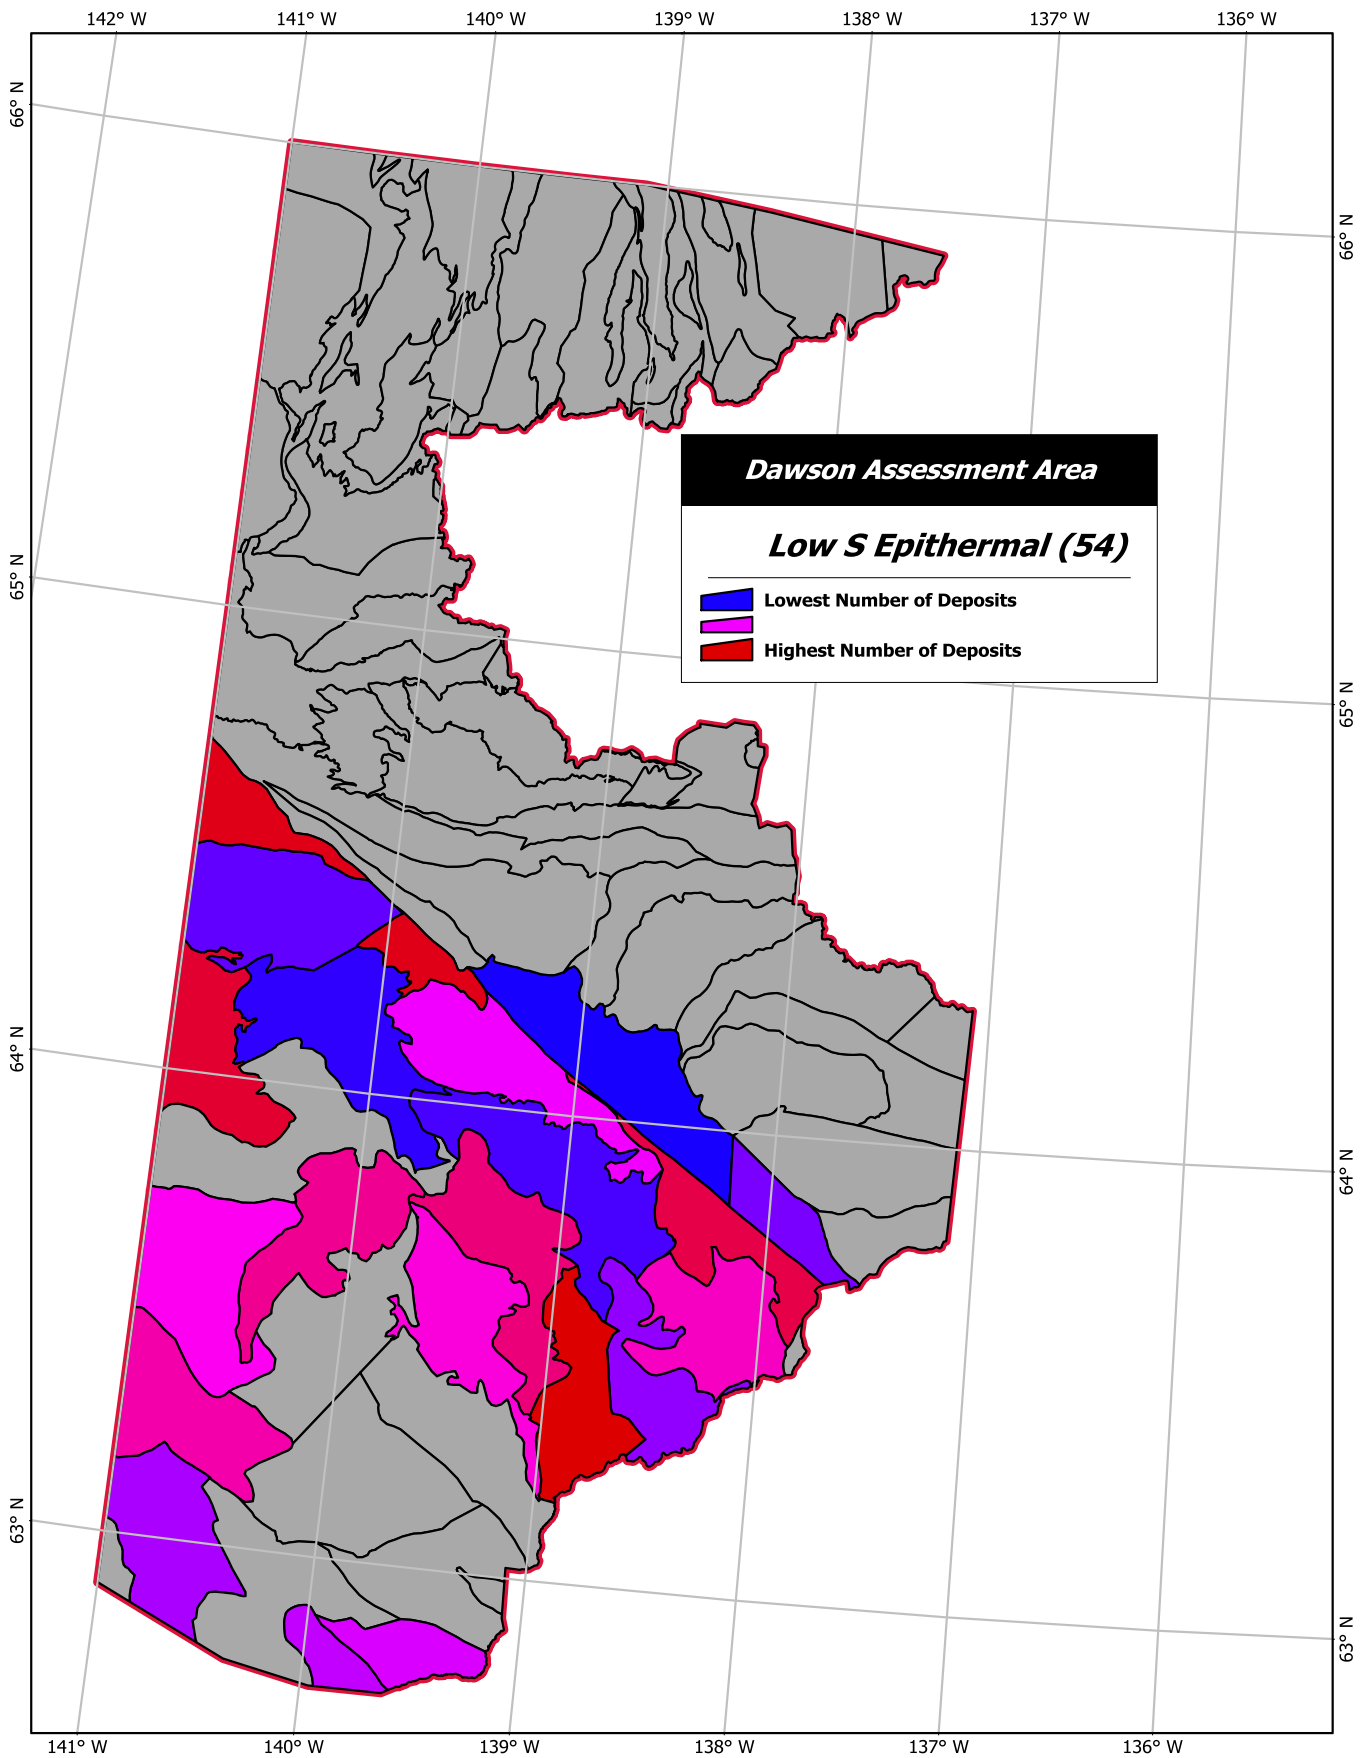 142° W 141° W 140° W 139° W 138° W 137° W 136° W
66° N
66° N
Dawson Assessment Area
Low S Epithermal (54)
65° N
Lowest Number of Deposits
Highest Number of Deposits
65° N
64° N
64° N
63° N
63° N
141° W 140° W 139° W 138° W 137° W 136° W